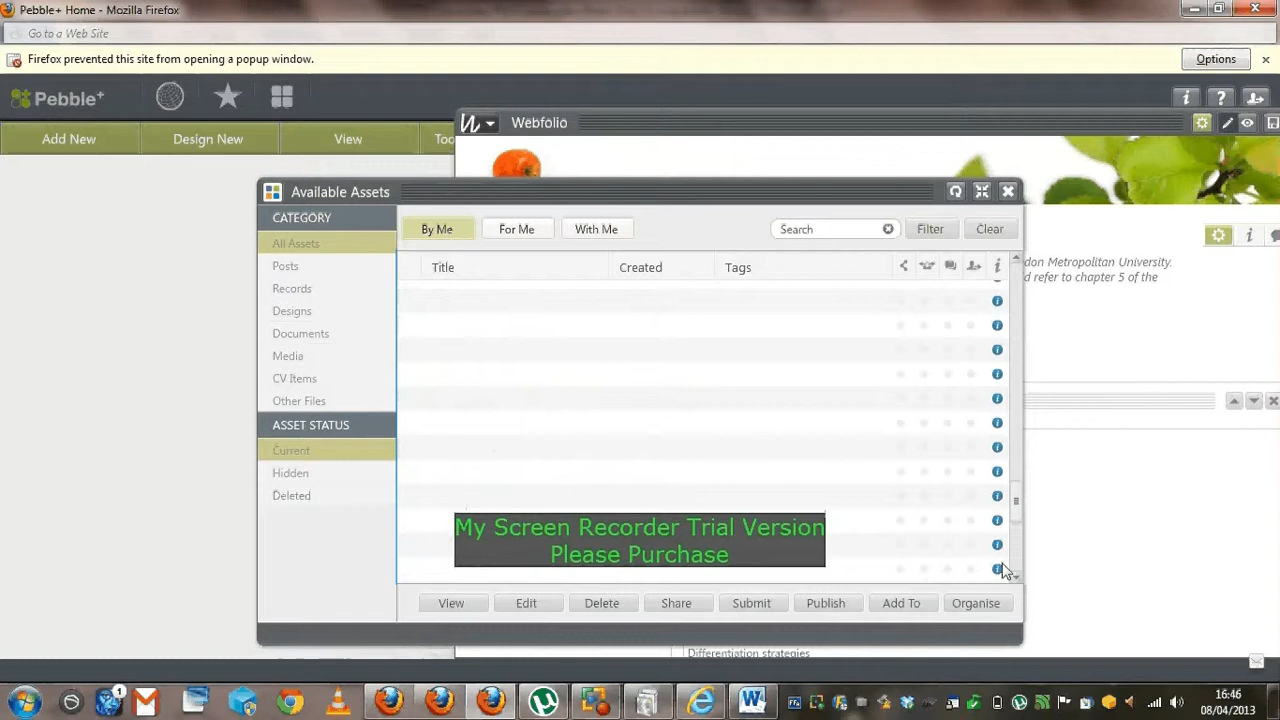 Pebble+ Home - Mozilla Firefox
Go to a Web Site
Firefox prevented this site from opening a popup window.
Options
Pebble+
Add New
Design New
View
Too
Webfolio
Available Assets
CATEGORY
All Assets
Posts
Records
Designs
Documents
Media
CV Items
Other Files
ASSET STATUS
Current
Hidden
Deleted
By Me
For Me
With Me
Search
Filter
Clear
Title
Created
Tags
don Metropolitan University.
d refer to chapter 5 of the
My Screen Recorder Trial Version
Please Purchase
View
Edit
Delete
Share
Submit
Publish
Add To
Organise
Differentiation strategies
1
16:46
08/04/2013